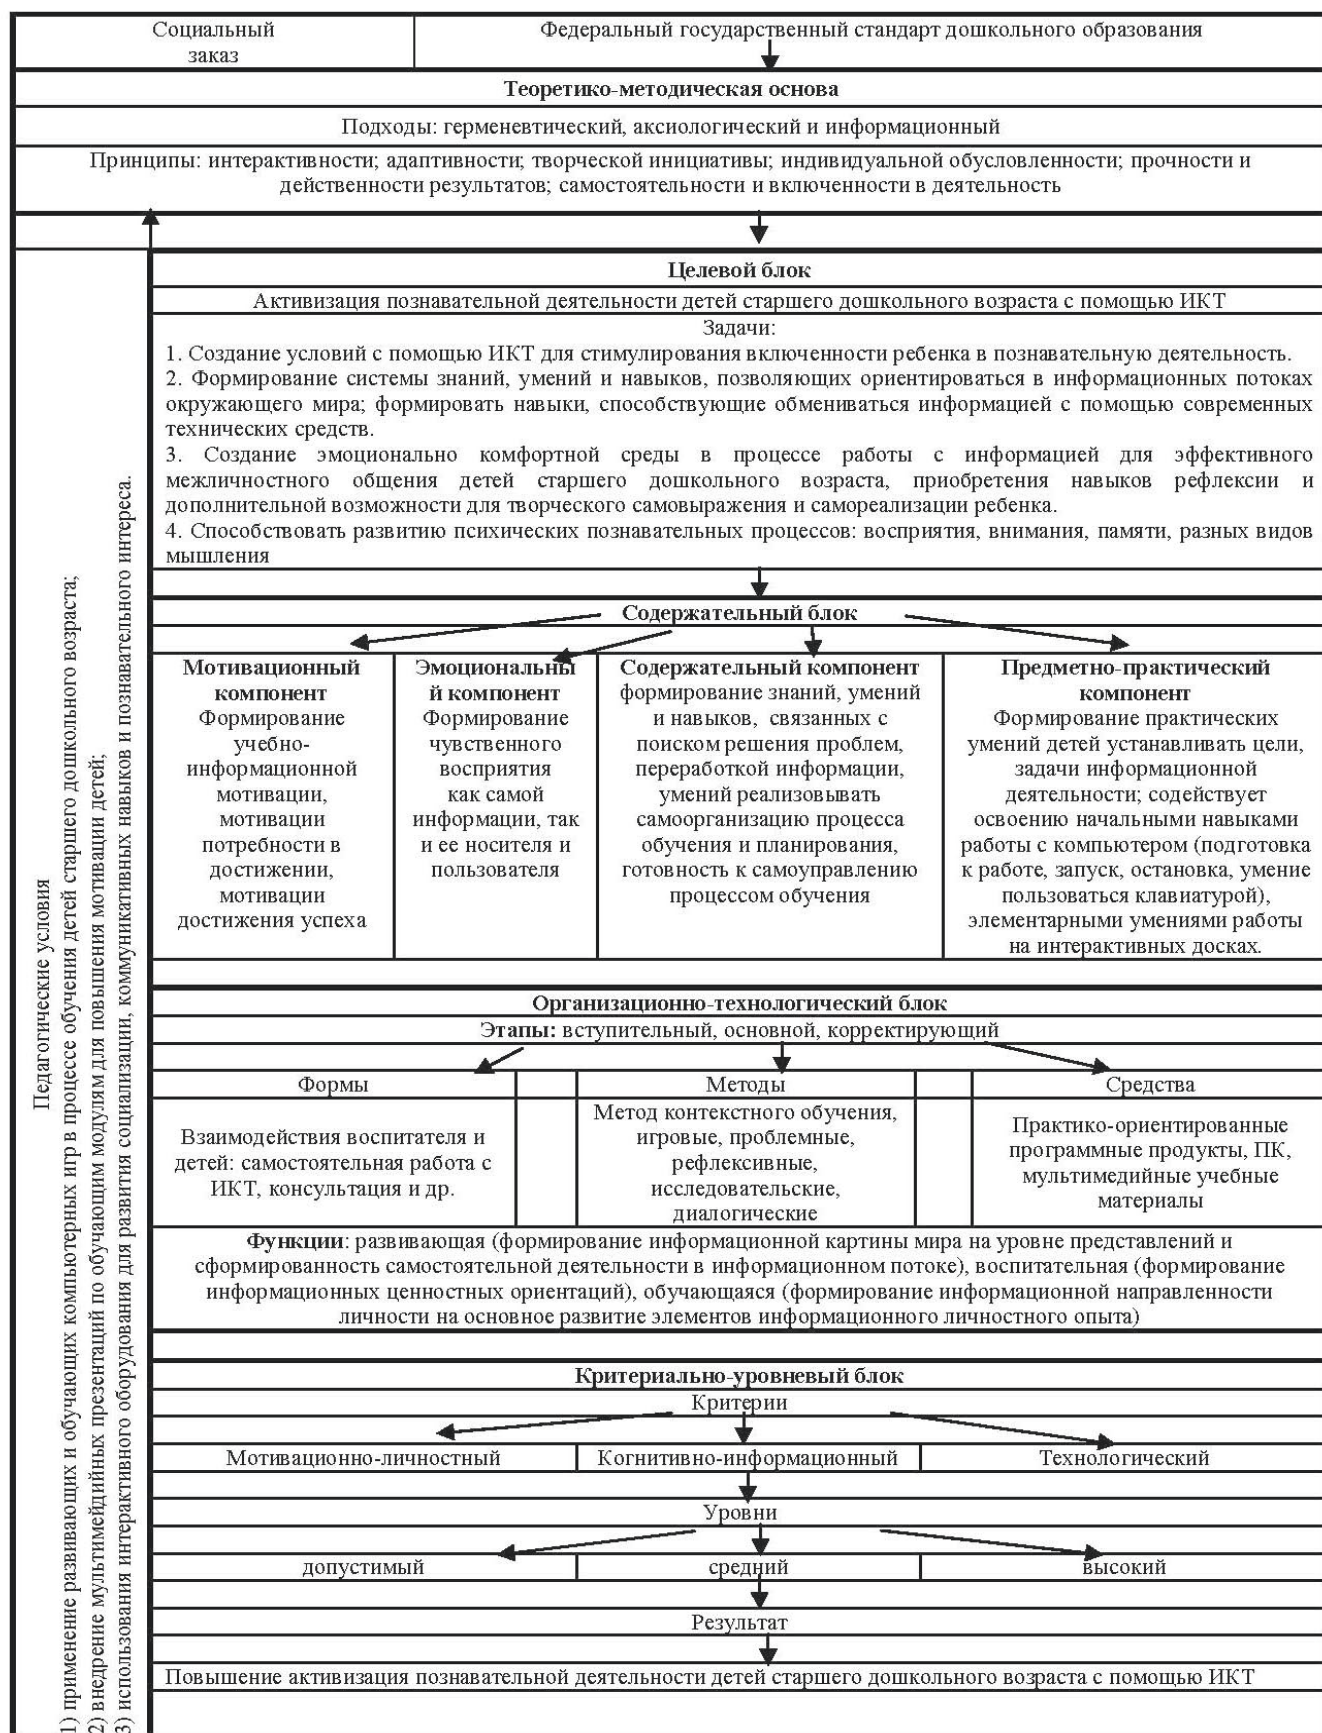 Социальный
заказ
Федеральный государственный стандарт дошкольного образования
Теоретико-методическая основа
Подходы: герменевтический, аксиологический и информационный
Принципы: интерактивности; адаптивности; творческой инициативы; индивидуальной обусловленности; прочности и
действенности результатов; самостоятельности и включенности в деятельность
Педагогические условия
1) применение развивающих и обучающих компьютерных игр в процессе обучения детей старшего дошкольного возраста;
2) внедрение мультимейдийных презентаций по обучающим модулям для повышения мотивации детей;
3) использования интерактивного оборудования для развития социализации, коммуникативных навыков и познавательного интереса.
Целевой блок
Активизация познавательной деятельности детей старшего дошкольного возраста с помощью ИКТ
Задачи:
1. Создание условий с помощью ИКТ для стимулирования включенности ребенка в познавательную деятельность.
2. Формирование системы знаний, умений и навыков, позволяющих ориентироваться в информационных потоках
окружающего мира; формировать навыки, способствующие обмениваться информацией с помощью современных
технических средств.
3. Создание эмоционально комфортной среды в процессе работы с информацией для эффективного
межличностного общения детей старшего дошкольного возраста, приобретения навыков рефлексии и
дополнительной возможности для творческого самовыражения и самореализации ребенка.
4. Способствовать развитию психических познавательных процессов: восприятия, внимания, памяти, разных видов
мышления
Содержательный блок
Мотивационный
компонент
Формирование
учебно-
информационной
мотивации,
мотивации
потребности в
достижении,
мотивации
достижения успеха
Эмоциональны
й компонент
Формирование
чувственного
восприятия
как самой
информации, так
и ее носителя и
пользователя
Содержательный компонент
формирование знаний, умений
и навыков, связанных с
поиском решения проблем,
переработкой информации,
умений реализовывать
самоорганизацию процесса
обучения и планирования,
готовность к самоуправлению
процессом обучения
Предметно-практический
компонент
Формирование практических
умений детей устанавливать цели,
задачи информационной
деятельности; содействует
освоению начальными навыками
работы с компьютером (подготовка
к работе, запуск, остановка, умение
пользоваться клавиатурой),
элементарными умениями работы
на интерактивных досках.
Организационно-технологический блок
Этапы: вступительный, основной, корректирующий
Формы
Методы
Средства
Взаимодействия воспитателя и
детей: самостоятельная работа с
ИКТ, консультация и др.
Метод контекстного обучения,
игровые, проблемные,
рефлексивные,
исследовательские,
диалогические
Практико-ориентированные
программные продукты, ПК,
мультимедийные учебные
материалы
Функции: развивающая (формирование информационной картины мира на уровне представлений и
сформированность самостоятельной деятельности в информационном потоке), воспитательная (формирование
информационных ценностных ориентаций), обучающаяся (формирование информационной направленности
личности на основное развитие элементов информационного личностного опыта)
Критериально-уровневый блок
Критерии
Мотивационно-личностный
Когнитивно-информационный
Технологический
Уровни
допустимый
средний
высокий
Результат
Повышение активизация познавательной деятельности детей старшего дошкольного возраста с помощью ИКТ